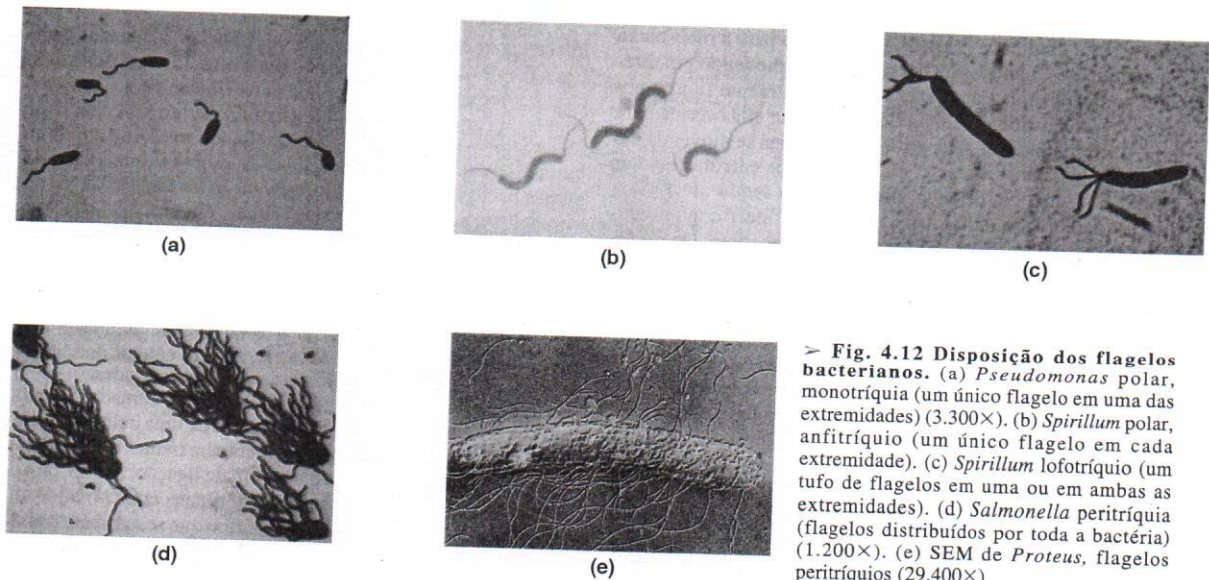 (a)
(b)
(c)
(d)
(e)
➢ Fig. 4.12 Disposição dos flagelos
bacterianos. (a) Pseudomonas polar,
monotríquia (um único flagelo em uma das
extremidades) (3.300×). (b) Spirillum polar,
anfitríquio (um único flagelo em cada
extremidade). (c) Spirillum lofotríquio (um
tufo de flagelos em uma ou em ambas as
extremidades). (d) Salmonella peritríquia
(flagelos distribuídos por toda a bactéria)
(1.200×). (e) SEM de Proteus, flagelos
peritríquios (29.400×)